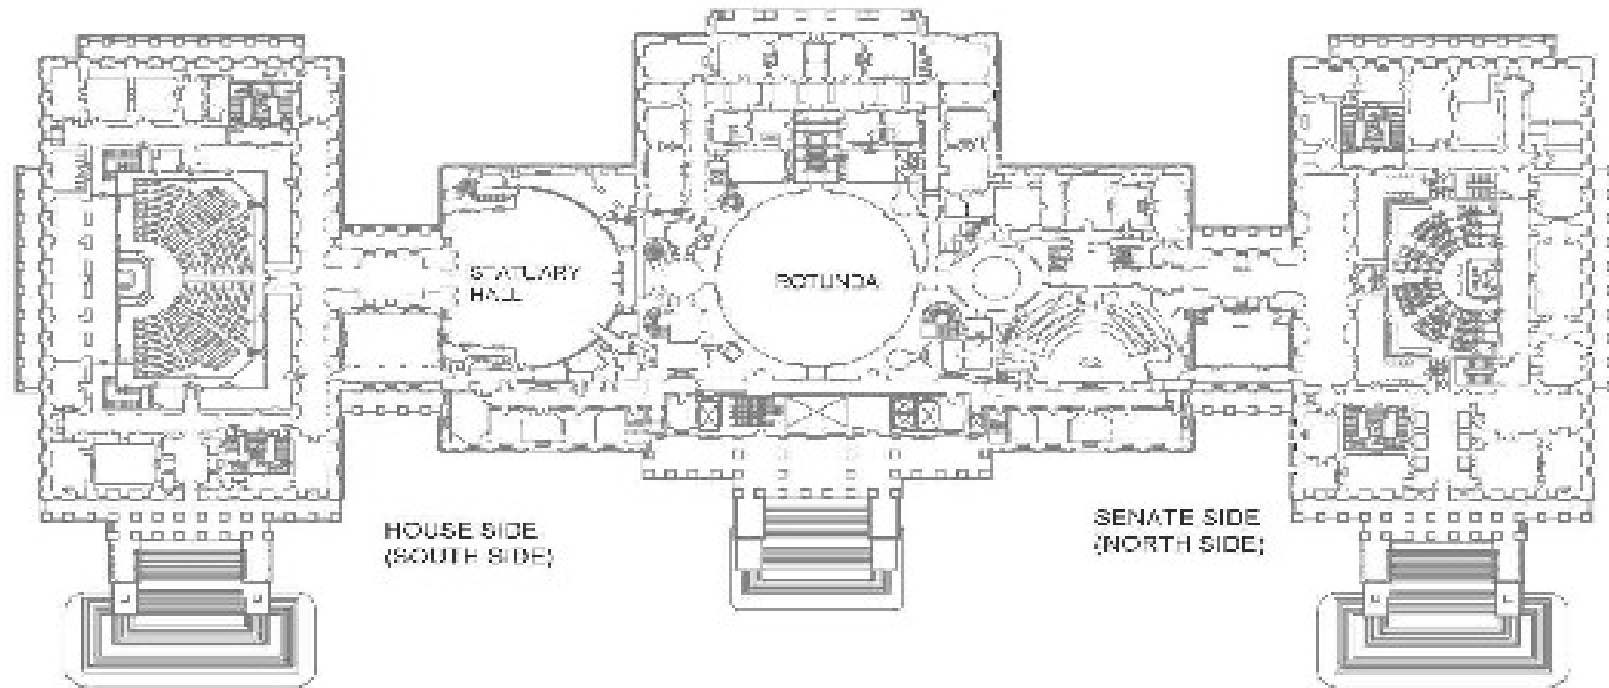 STATUARY
HALL
ROTUNDA
HOUSE SIDE
(SOUTH SIDE)
SENATE SIDE
(NORTH SIDE)